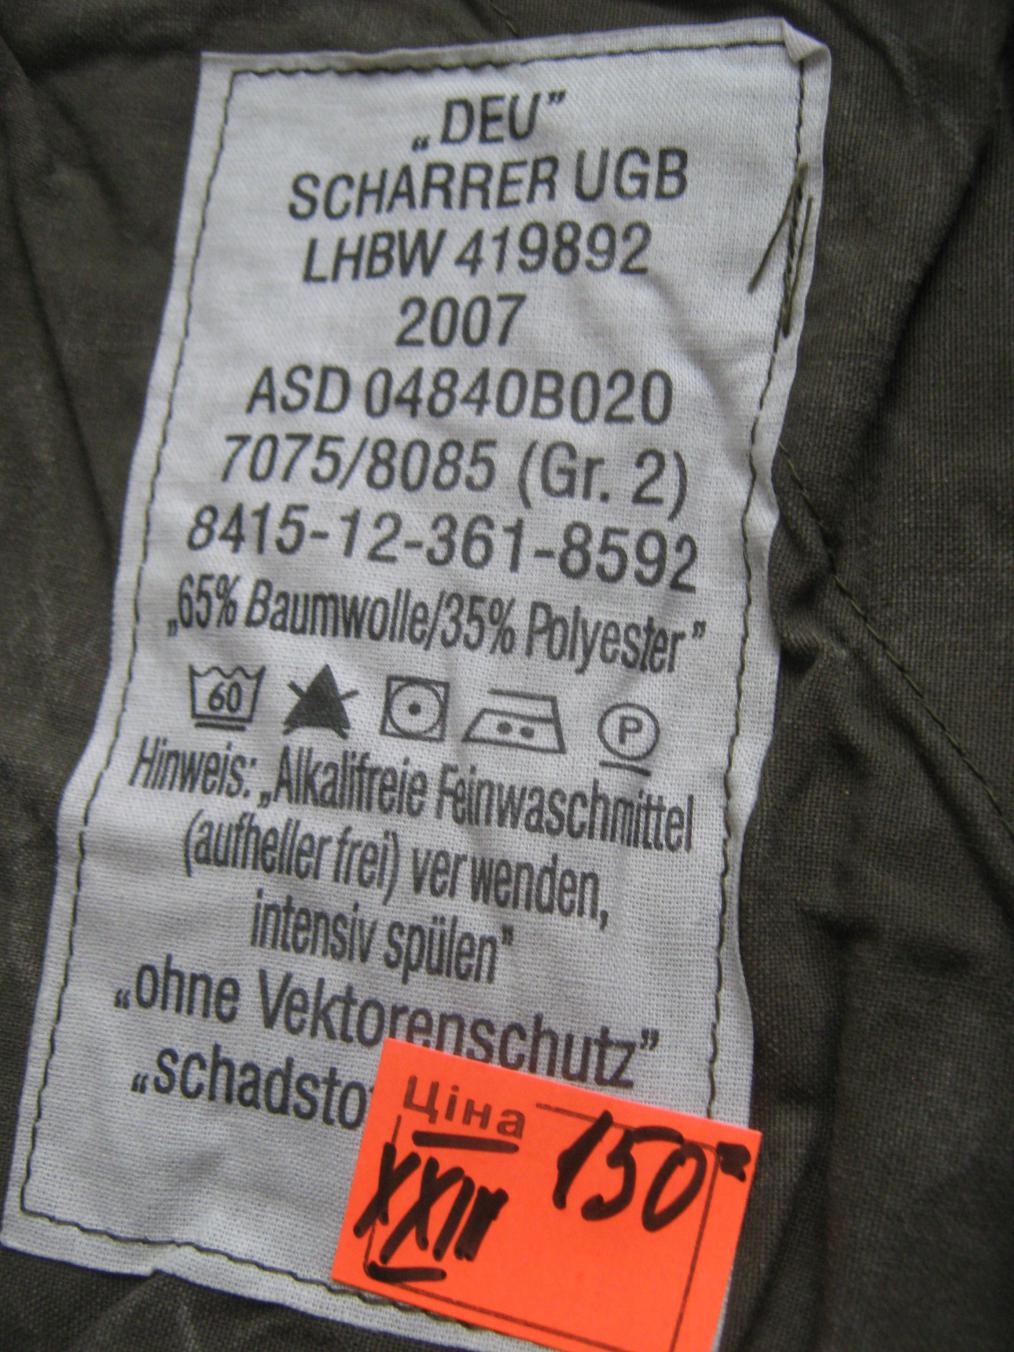 „DEU”
SCHARRER UGB
LHBW 419892
2007
ASD 04840B020
7075/8085 (Gr. 2)
8415-12-361-8592
„65% Baumwolle/35% Polyester”
60
P
Hinweis: „Alkalifreie Feinwaschmittel
(aufheller frei) ver wenden,
intensiv spülen”
„ohne Vektorenschutz”
„schadsto
Ціна
150